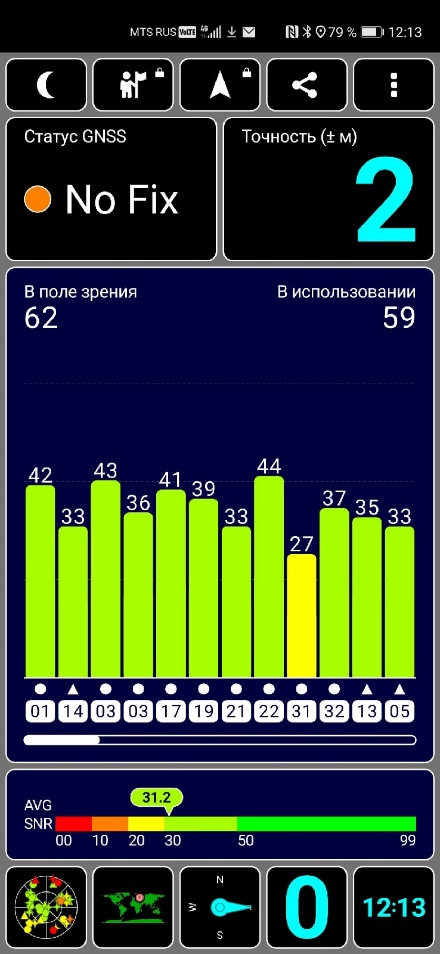 MTS RUS VoLTE 4G 79 % 12:13
Статус GNSS
No Fix
Точность (± м)
2
В поле зрения
62
В использовании
59
42 33 43 36 41 39 33 44 27 37 35 33
01 14 03 03 17 19 21 22 31 32 13 05
31.2
AVG
SNR
00 10 20 30 50 99
N
W
S
0
12:13